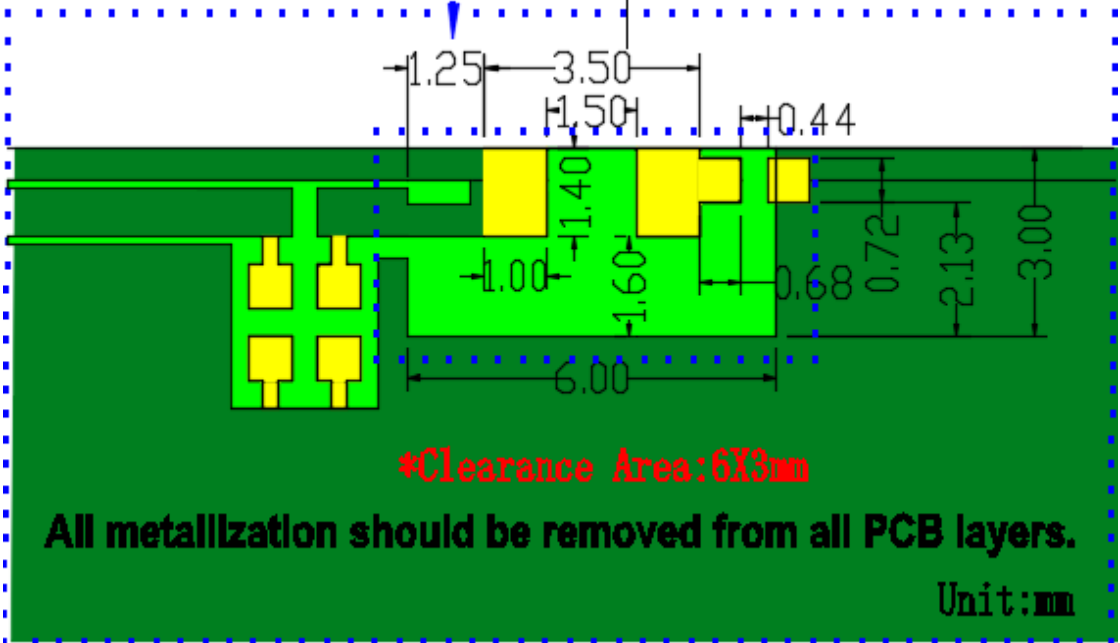 1.25 3.50
1.50 0.44
1.40
1.00 1.60 0.68 0.72 2.13 3.00
6.00
*Clearance Area:6X3mm
All metallization should be removed from all PCB layers.
Unit:mm